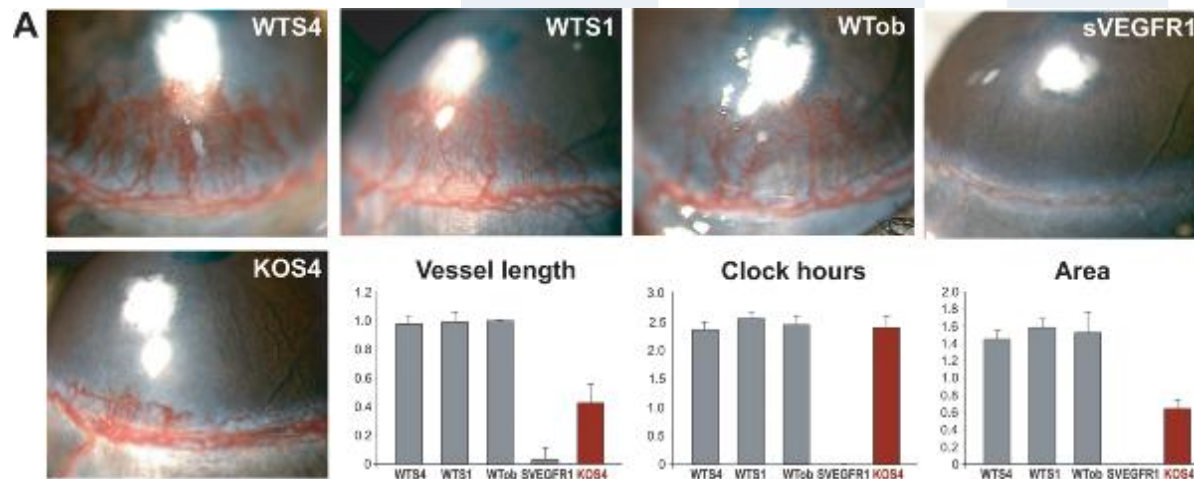 A
WTS4
WTS1
WTob
sVEGFR1
KOS4
Vessel length
1.2
1.0
0.8
0.6
0.4
0.2
0
WTS4 WTS1 WTob SVEGFR1 KOS4
Clock hours
3.0
2.5
2.0
1.5
1.0
0.5
0
WTS4 WTS1 WTob SVEGFR1 KOS4
Area
2.0
1.8
1.6
1.4
1.2
1.0
0.8
0.6
0.4
0.2
0
WTS4 WTS1 WTob SVEGFR1 KOS4